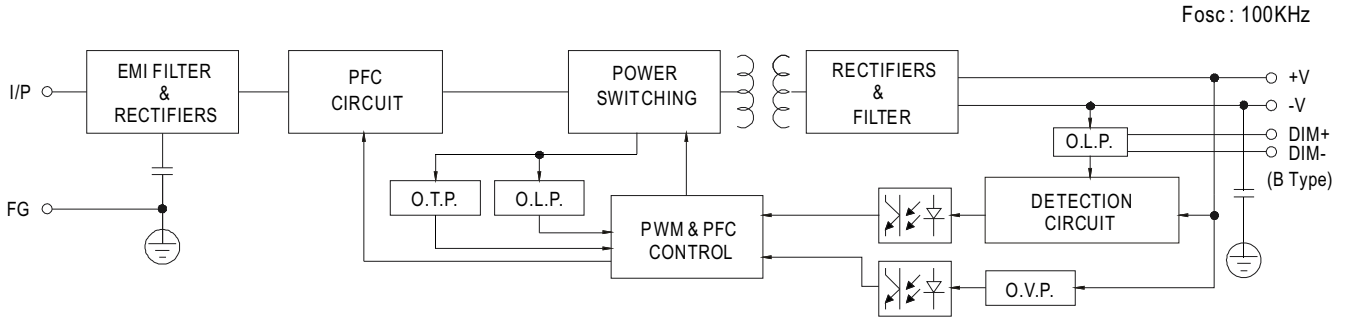 Fosc : 100KHz
I/P
EMI FILTER
&
RECTIFIERS
PFC
CIRCUIT
POWER
SWITCHING
RECTIFIERS
&
FILTER
+V
-V
DIM+
DIM-
(B Type)
O.L.P.
FG
O.T.P.
O.L.P.
PWM & PFC
CONTROL
DETECTION
CIRCUIT
O.V.P.